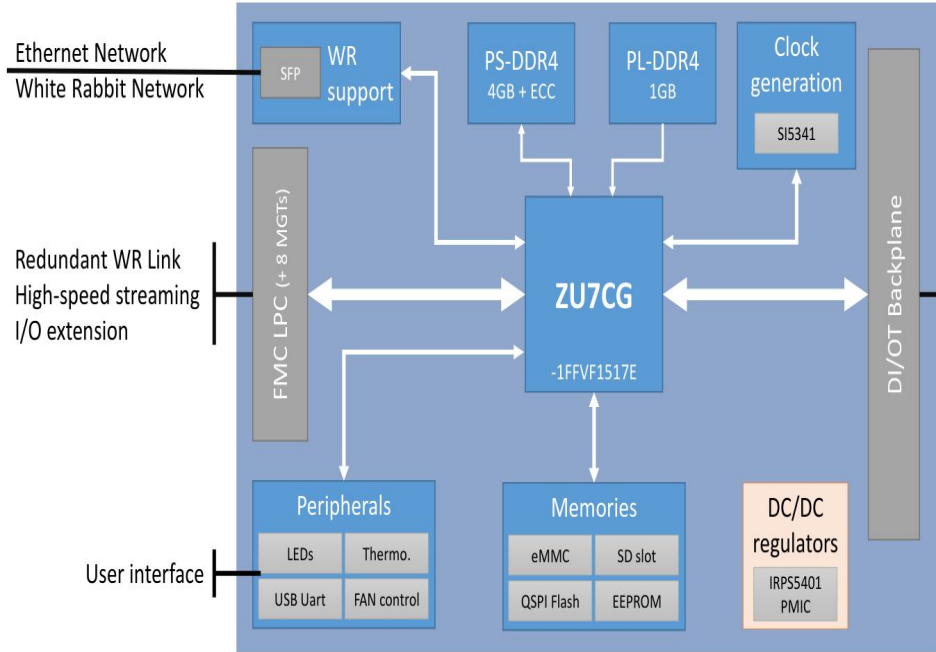 Ethernet Network
White Rabbit Network
SFP
WR
support
PS-DDR4
4GB + ECC
PL-DDR4
1GB
Clock
generation
SI5341
FMC LPC (+ 8 MGTs)
Redundant WR Link
High-speed streaming
I/O extension
ZU7CG
-1FFVF1517E
DI/OT Backplane
Peripherals
LEDs
Thermo.
USB Uart
FAN control
User interface
Memories
eMMC
SD slot
QSPI Flash
EEPROM
DC/DC
regulators
IRPS5401
PMIC